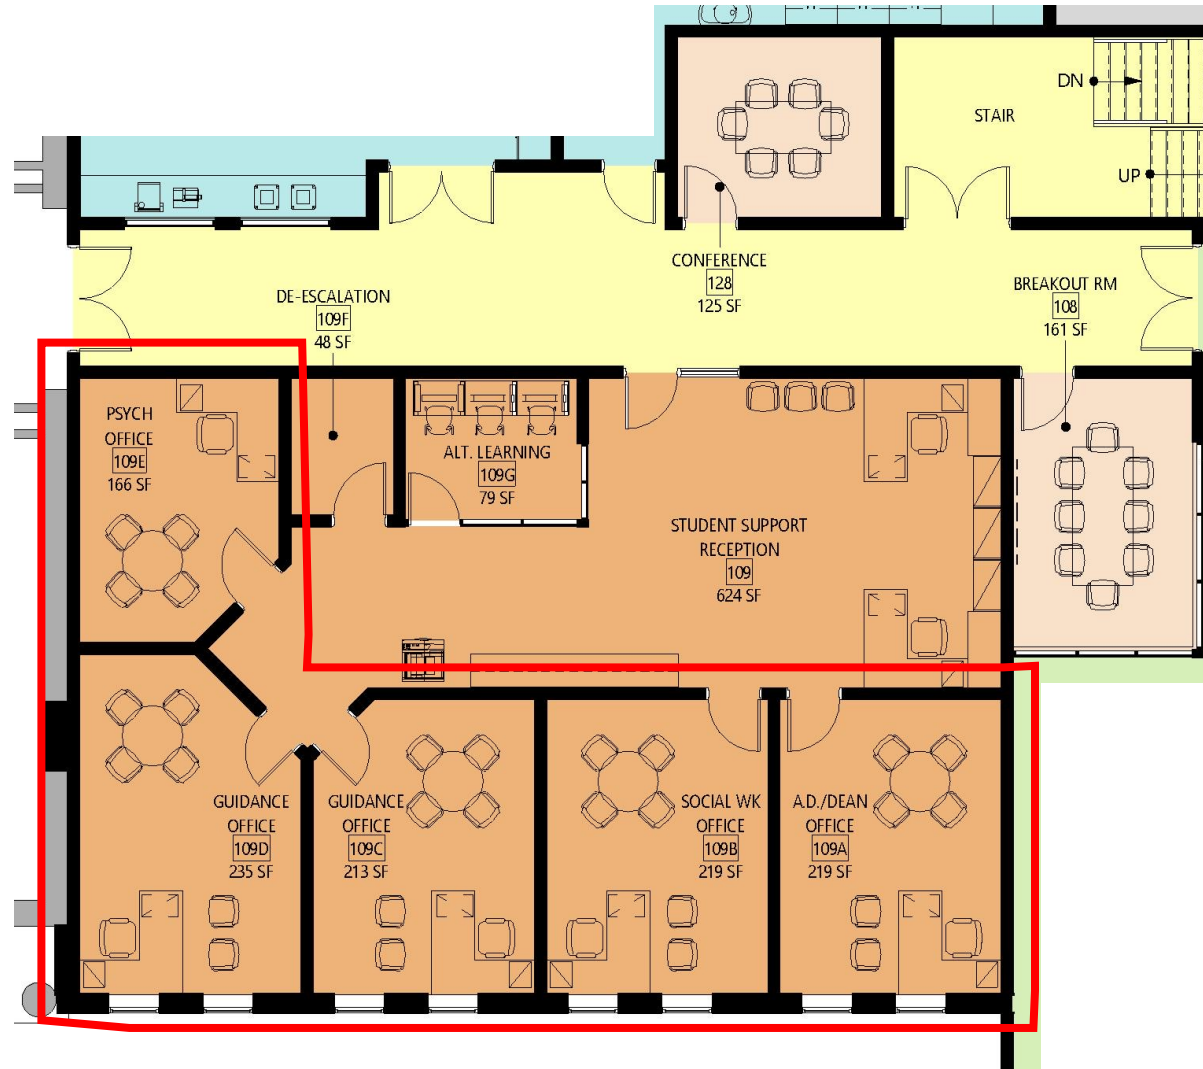 DN
STAIR
UP
CONFERENCE
128
125 SF
DE-ESCALATION
109F
48 SF
BREAKOUT RM
108
161 SF
PSYCH
OFFICE
109E
166 SF
ALT. LEARNING
109G
79 SF
STUDENT SUPPORT
RECEPTION
109
624 SF
GUIDANCE
OFFICE
109D
235 SF
GUIDANCE
OFFICE
109C
213 SF
SOCIAL WK
OFFICE
109B
219 SF
A.D./DEAN
OFFICE
109A
219 SF